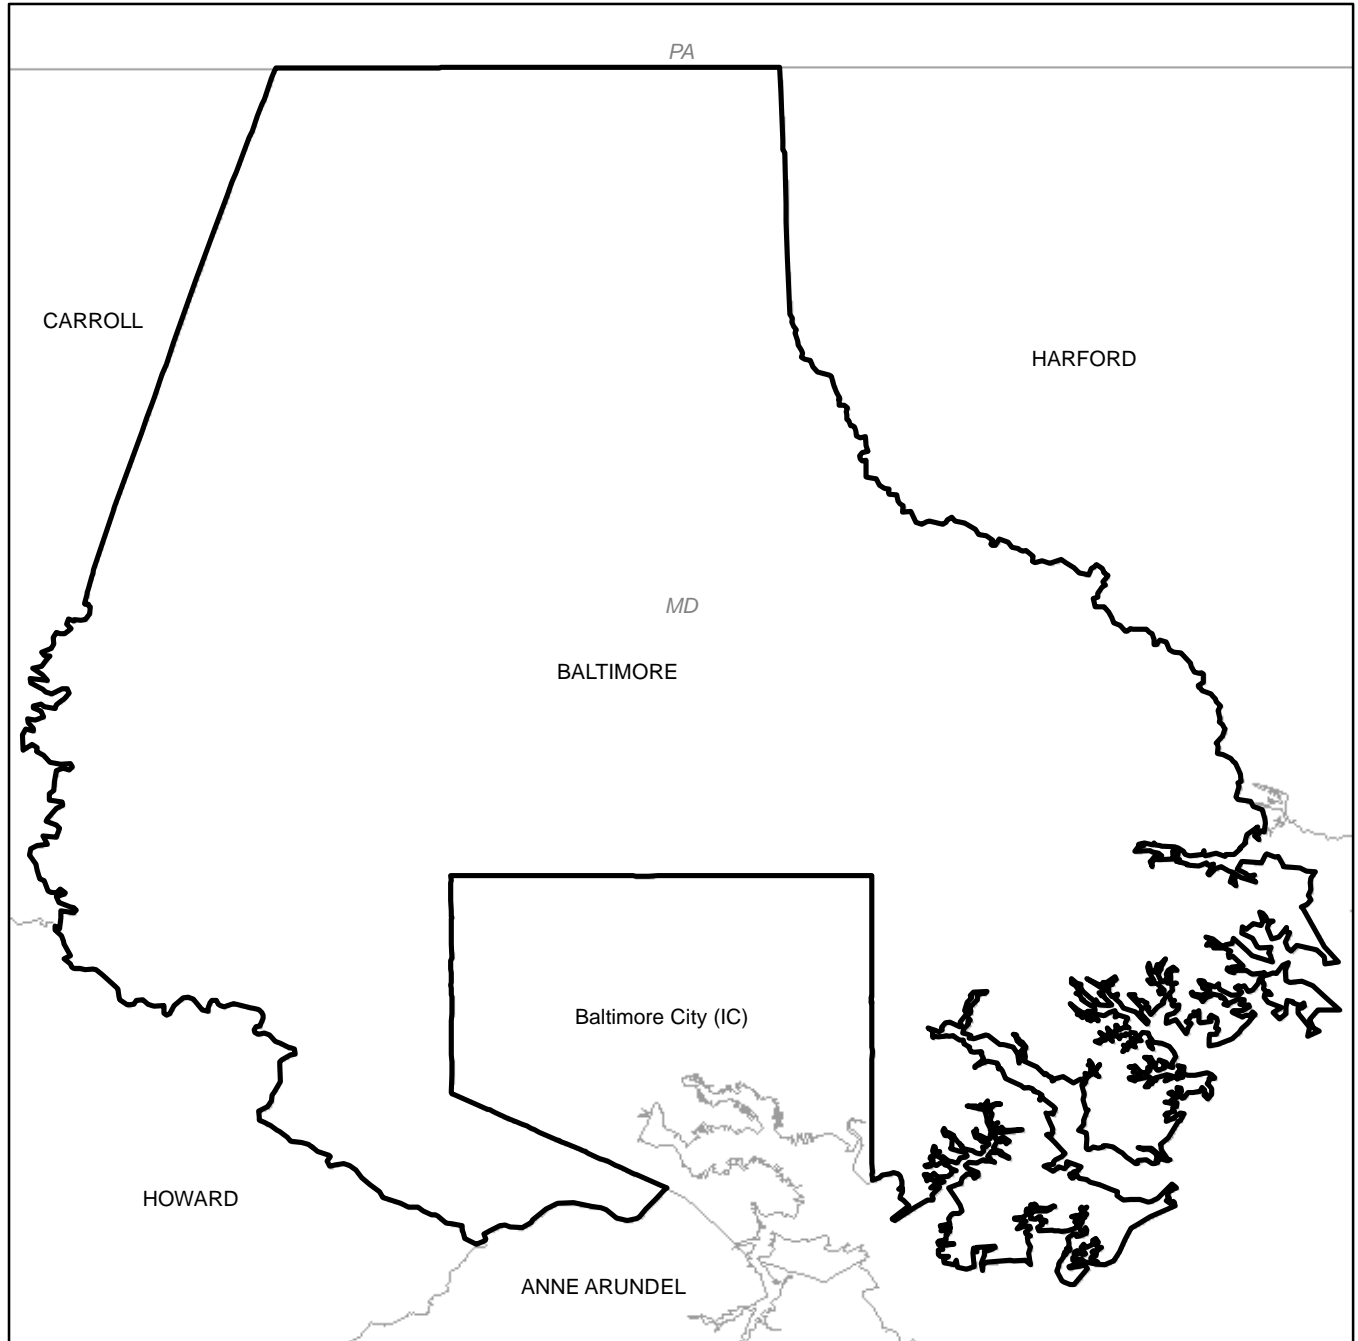 PA
CARROLL
HARFORD
MD
BALTIMORE
Baltimore City (IC)
HOWARD
ANNE ARUNDEL